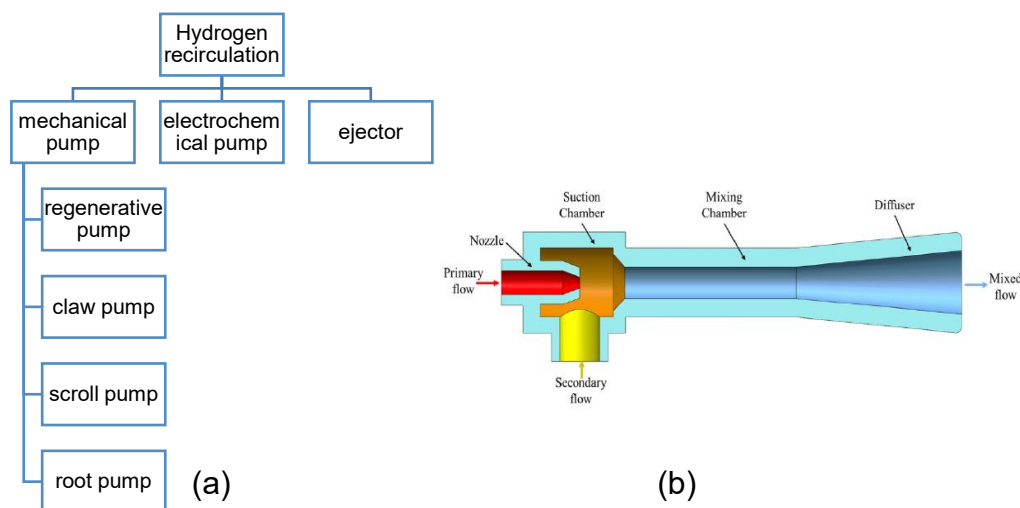 Hydrogen
recirculation
mechanical
pump
electrochem
ical pump
ejector
regenerative
pump
claw pump
scroll pump
root pump
(a)
Suction
Chamber
Mixing
Chamber
Diffuser
Nozzle
Primary
flow
Mixed
flow
Secondary
flow
(b)